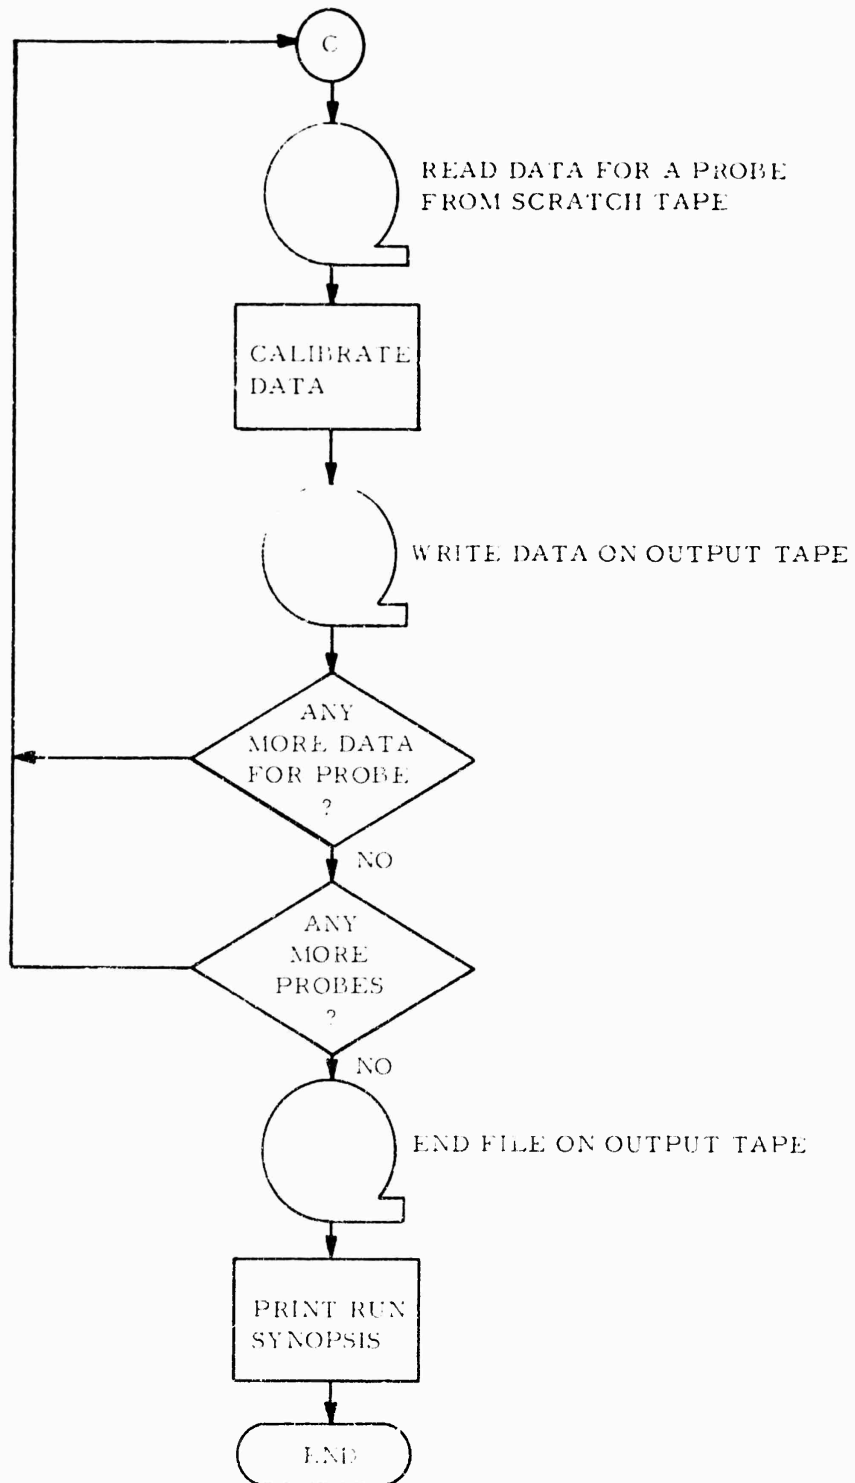 C
READ DATA FOR A PROBE
FROM SCRATCH TAPE
CALIBRATE
DATA
WRITE DATA ON OUTPUT TAPE
ANY
MORE DATA
FOR PROBE
?
NO
ANY
MORE
PROBES
?
NO
END FILE ON OUTPUT TAPE
PRINT RUN
SYNOPSIS
END